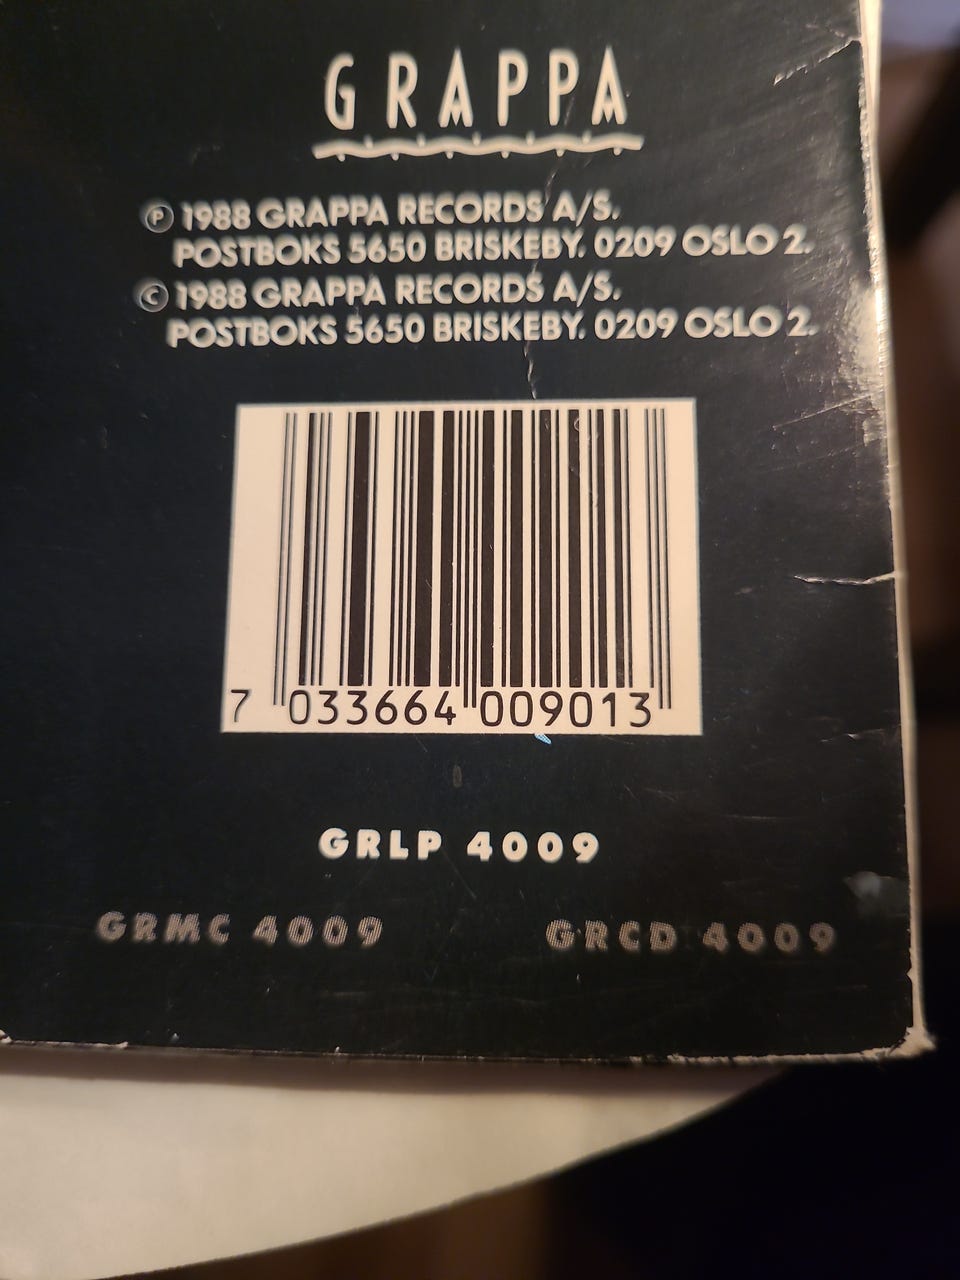 GRAPPA
Ⓟ 1988 GRAPPA RECORDS A/S.
POSTBOKS 5650 BRISKEBY. 0209 OSLO 2.
© 1988 GRAPPA RECORDS A/S.
POSTBOKS 5650 BRISKEBY. 0209 OSLO 2.
7 033664 009013
GRLP 4009
GRMC 4009 GRCD 4009